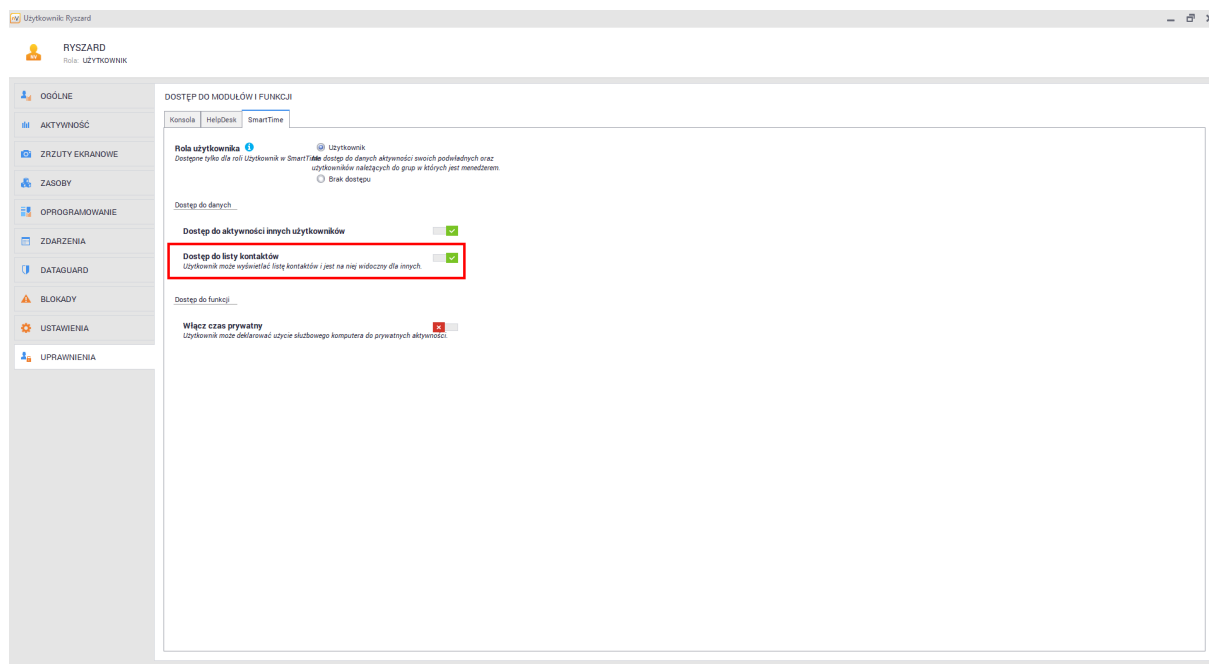 Użytkownik: Ryszard
RYSZARD
Rola: UŻYTKOWNIK
OGÓLNE
AKTYWNOŚĆ
ZRZUTY EKRANOWE
ZASOBY
OPROGRAMOWANIE
ZDARZENIA
DATAGUARD
BLOKADY
USTAWIENIA
UPRAWNIENIA
DOSTĘP DO MODUŁÓW I FUNKCJI
Konsola HelpDesk SmartTime
Rola użytkownika
Dostępne tylko dla roli Użytkownik w SmartTime
Użytkownik
Ma dostęp do danych aktywności swoich podwładnych oraz
użytkowników należących do grup w których jest menedżerem.
Brak dostępu
Dostęp do danych
Dostęp do aktywności innych użytkowników
Dostęp do listy kontaktów
Użytkownik może wyświetlać listę kontaktów i jest na niej widoczny dla innych.
Dostęp do funkcji
Włącz czas prywatny
Użytkownik może deklarować użycie służbowego komputera do prywatnych aktywności.